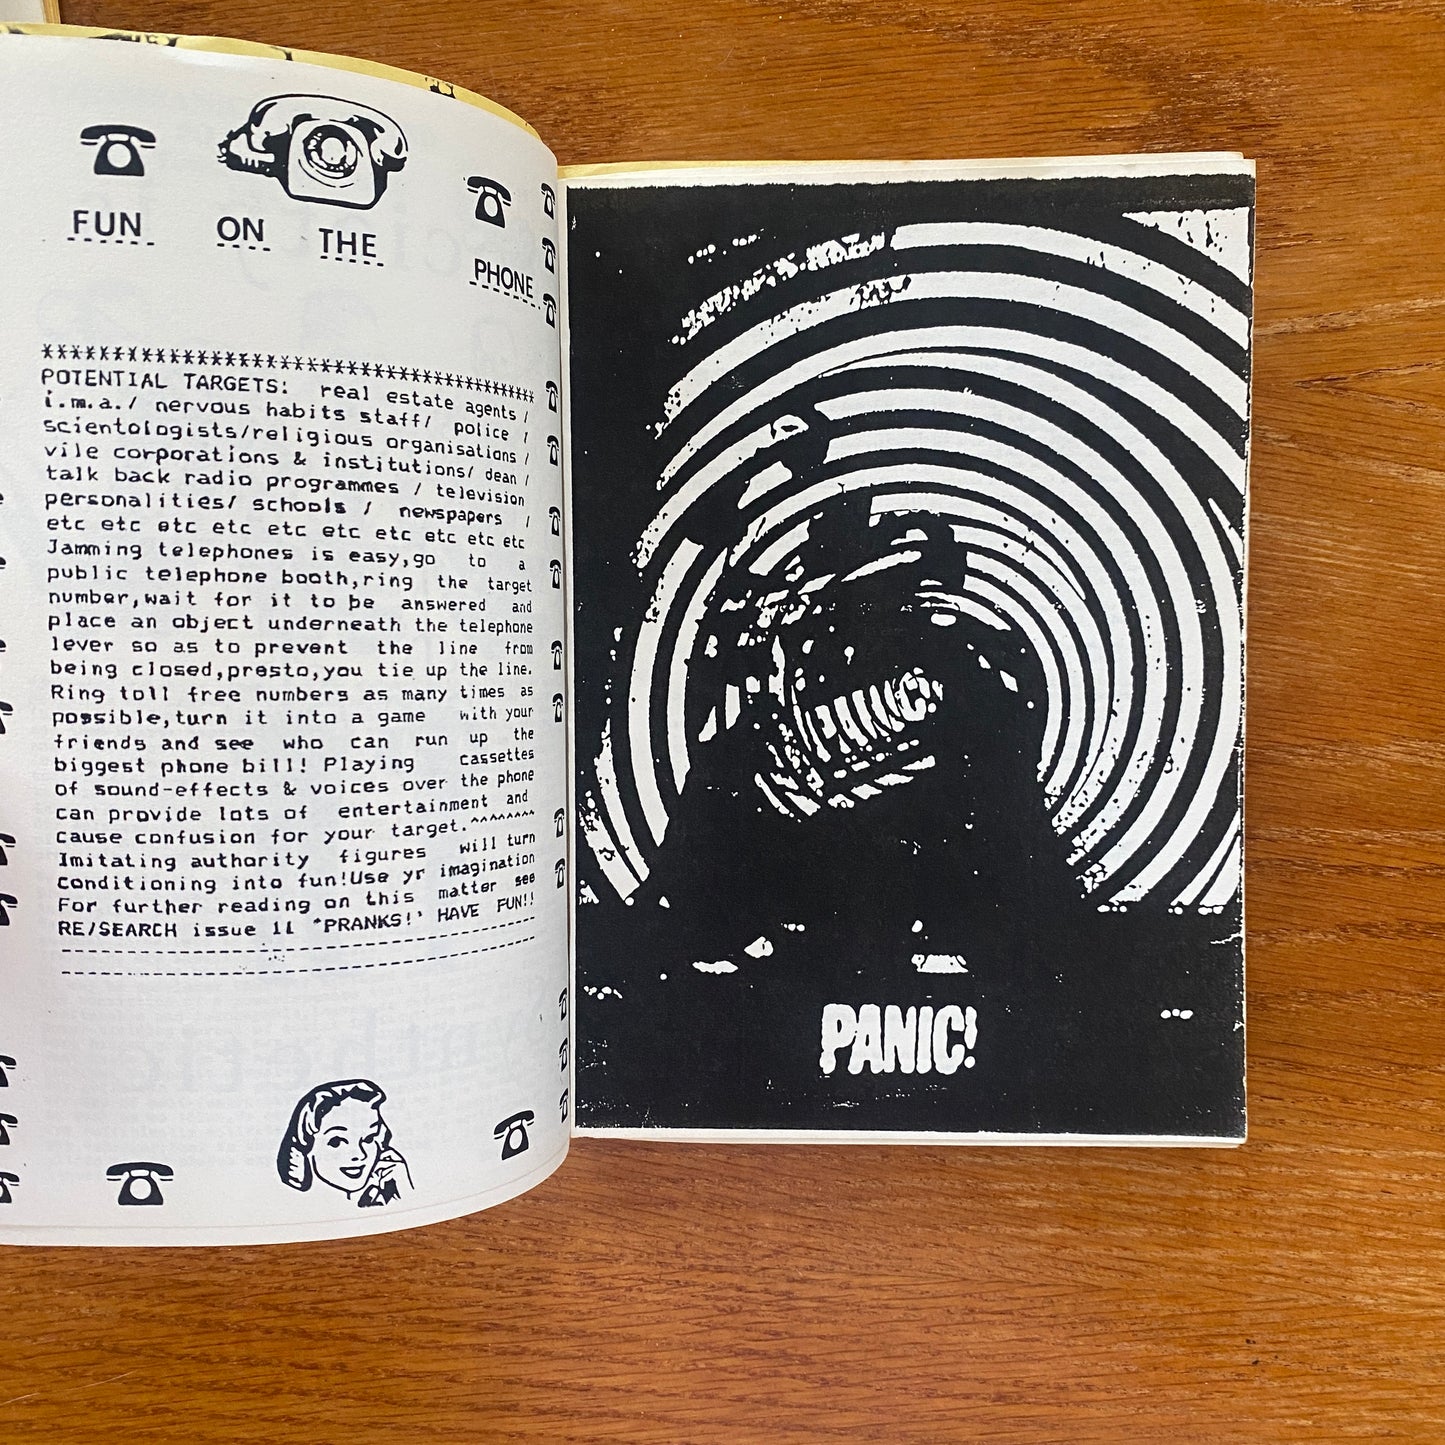 FUN ON THE PHONE
************************************
POTENTIAL TARGETS: real estate agents/
i.m.a./ nervous habits staff/ police /
scientologists/religious organisations/
vile corporations & institutions/ dean/
talk back radio programmes / television
personalities/ schools / newspapers /
etc etc etc etc etc etc etc etc etc
Jamming telephones is easy,go to a
public telephone booth,ring the target
number,wait for it to be answered and
place an object underneath the telephone
lever so as to prevent the line from
being closed,presto,you tie up the line.
Ring toll free numbers as many times as
possible,turn it into a game with your
friends and see who can run up the
biggest phone bill! Playing cassettes
of sound-effects & voices over the phone
can provide lots of entertainment and
cause confusion for your target.^^^^^^^^
Imitating authority figures will turn
conditioning into fun!Use yr imagination
For further reading on this matter see
RE/SEARCH issue 11 'PRANKS!' HAVE FUN!!
PANIC!
PANIC!